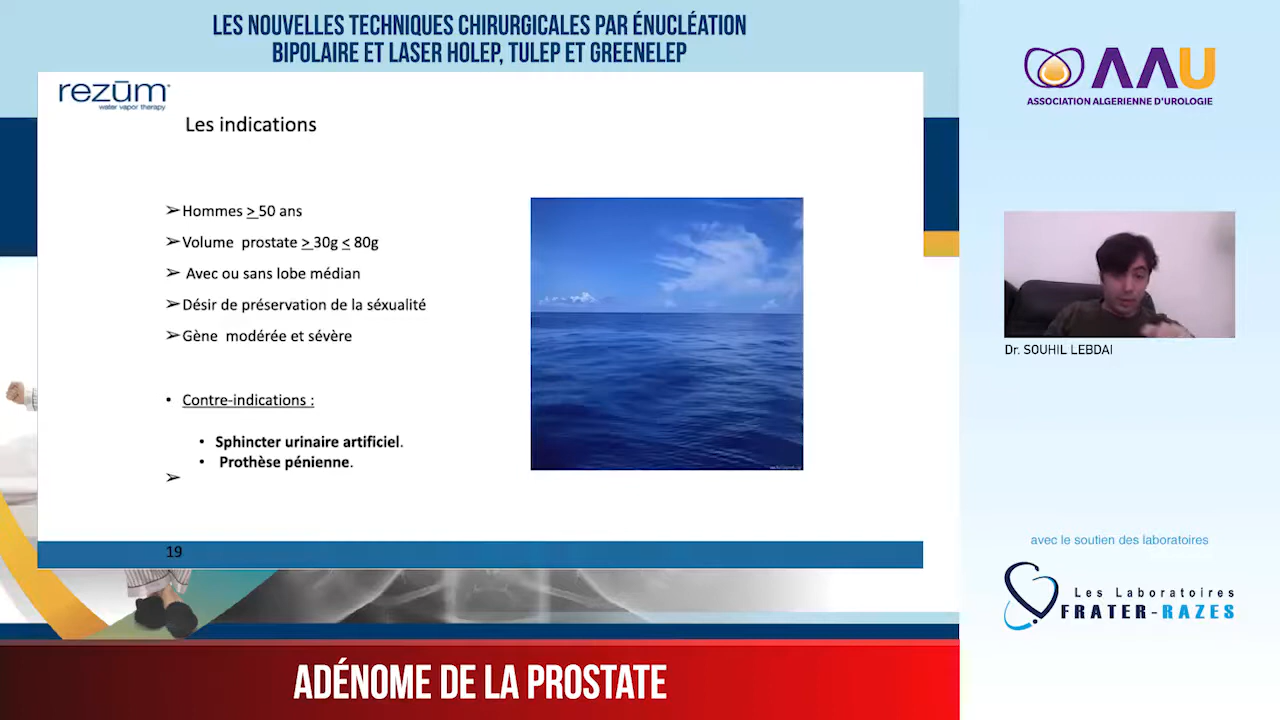 LES NOUVELLES TECHNIQUES CHIRURGICALES PAR ÉNUCLÉATION
BIPOLAIRE ET LASER HOLEP, TULEP ET GREENELEP
rezūm
water vapor therapy
Les indications
➢Hommes > 50 ans
➢Volume prostate > 30g < 80g
➢ Avec ou sans lobe médian
➢Désir de préservation de la séxualité
➢Gène modérée et sévère
• Contre-indications :
• Sphincter urinaire artificiel.
• Prothèse pénienne.
➢
19
ADÉNOME DE LA PROSTATE
AAU
ASSOCIATION ALGERIENNE D'UROLOGIE
Dr. SOUHIL LEBDAI
avec le soutien des laboratoires
Les Laboratoires
FRATER-RAZES